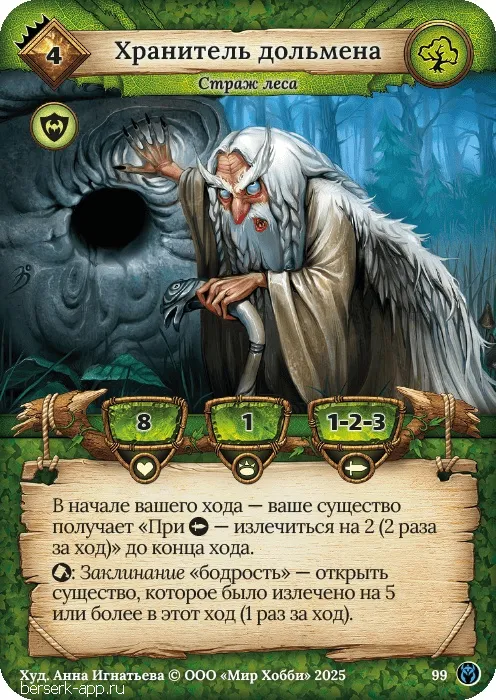 4
Хранитель дольмена
Страж леса
8
1
1-2-3
В начале вашего хода — ваше существо
получает «При — излечиться на 2 (2 раза
за ход)» до конца хода.
: Заклинание «бодрость» — открыть
существо, которое было излечено на 5
или более в этот ход (1 раз за ход).
Худ. Анна Игнатьева © ООО «Мир Хобби» 2025
99
berserk-app.ru